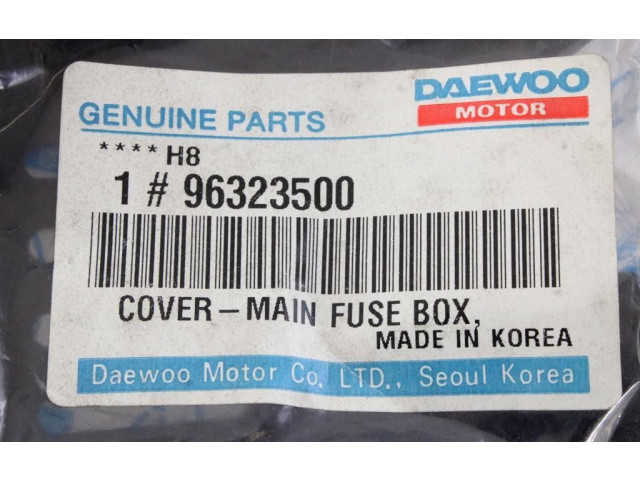 DAEWOO
MOTOR
GENUINE PARTS
**** H8
1 # 96323500
COVER-MAIN FUSE BOX,
MADE IN KOREA
Daewoo Motor Co. LTD., Seoul Korea